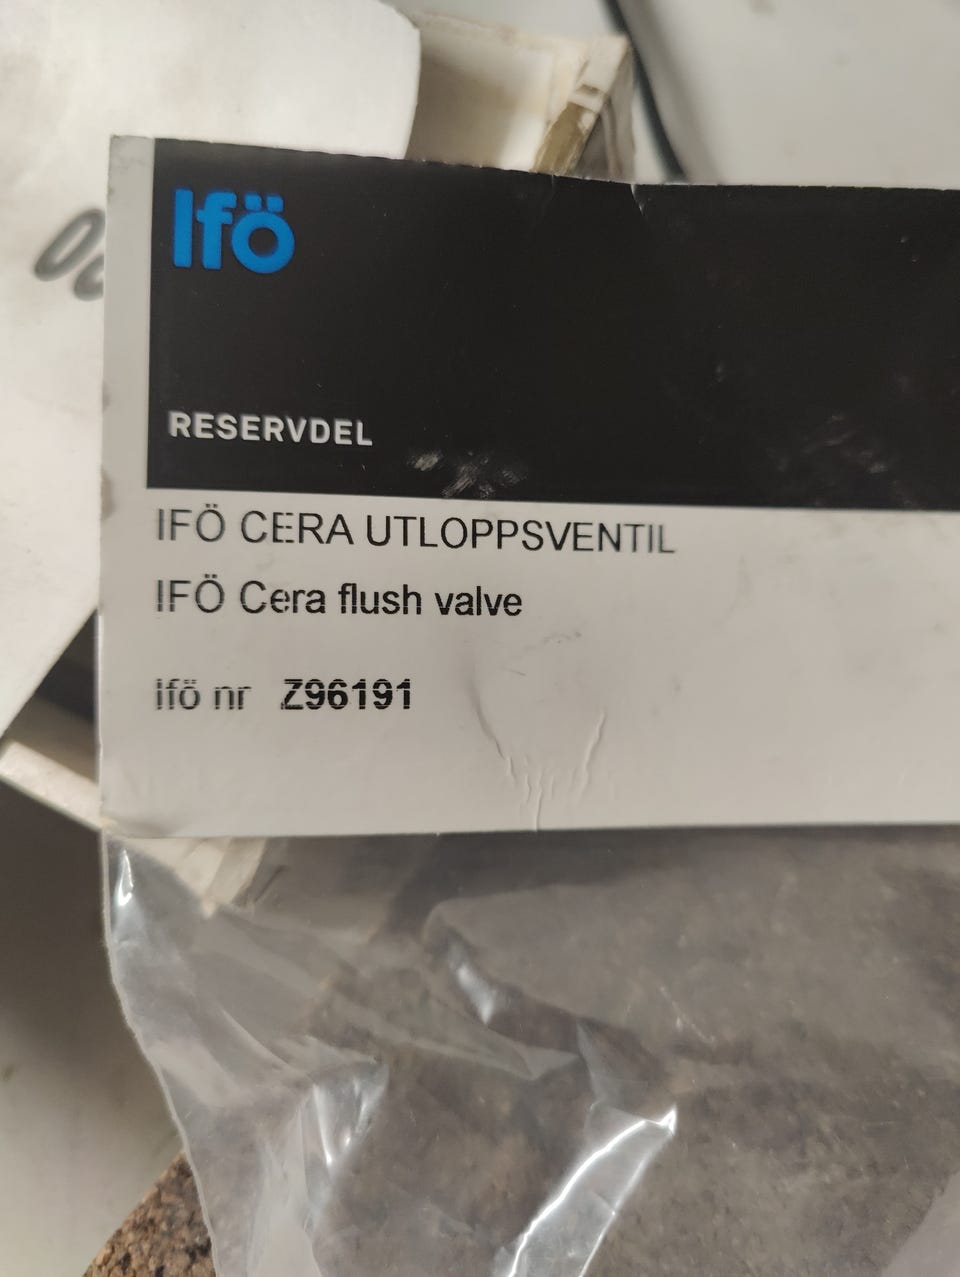 Ifö
RESERVDEL
IFÖ CERA UTLOPPSVENTIL
IFÖ Cera flush valve
Ifö nr Z96191